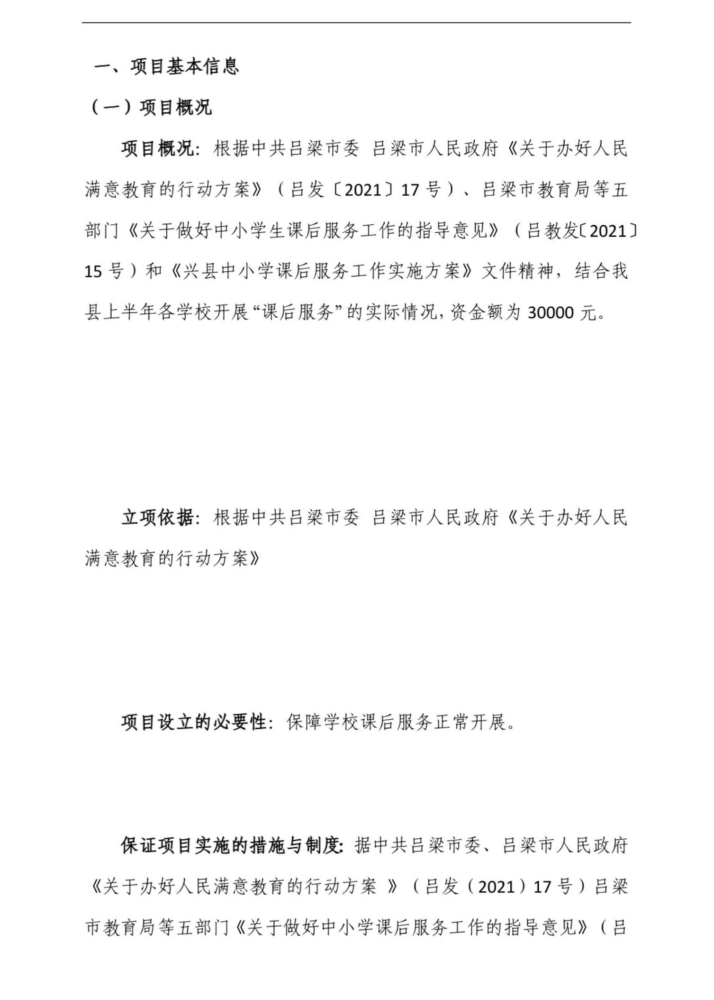 一、项目基本信息
（一）项目概况
项目概况：根据中共吕梁市委 吕梁市人民政府《关于办好人民
满意教育的行动方案》（吕发〔2021〕17 号）、吕梁市教育局等五
部门《关于做好中小学生课后服务工作的指导意见》（吕教发〔2021〕
15 号）和《兴县中小学课后服务工作实施方案》文件精神，结合我
县上半年各学校开展“课后服务”的实际情况，资金额为 30000 元。
立项依据：根据中共吕梁市委 吕梁市人民政府《关于办好人民
满意教育的行动方案》
项目设立的必要性：保障学校课后服务正常开展。
保证项目实施的措施与制度：据中共吕梁市委、吕梁市人民政府
《关于办好人民满意教育的行动方案 》（吕发（2021）17 号）吕梁
市教育局等五部门《关于做好中小学课后服务工作的指导意见》（吕